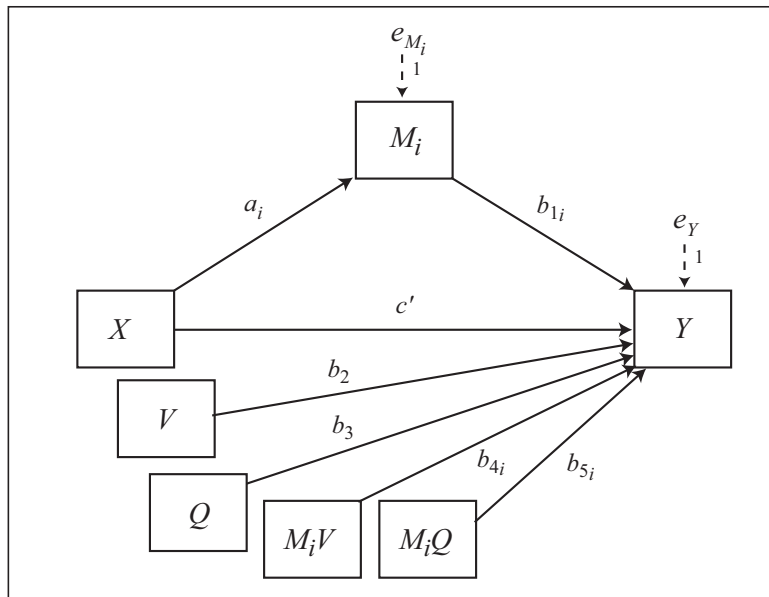 e_{M_i}
1
M_i
a_i
b_{1i}
e_Y
1
X
c'
Y
b_2
V
b_3
Q
b_{4i}
b_{5i}
M_iV
M_iQ